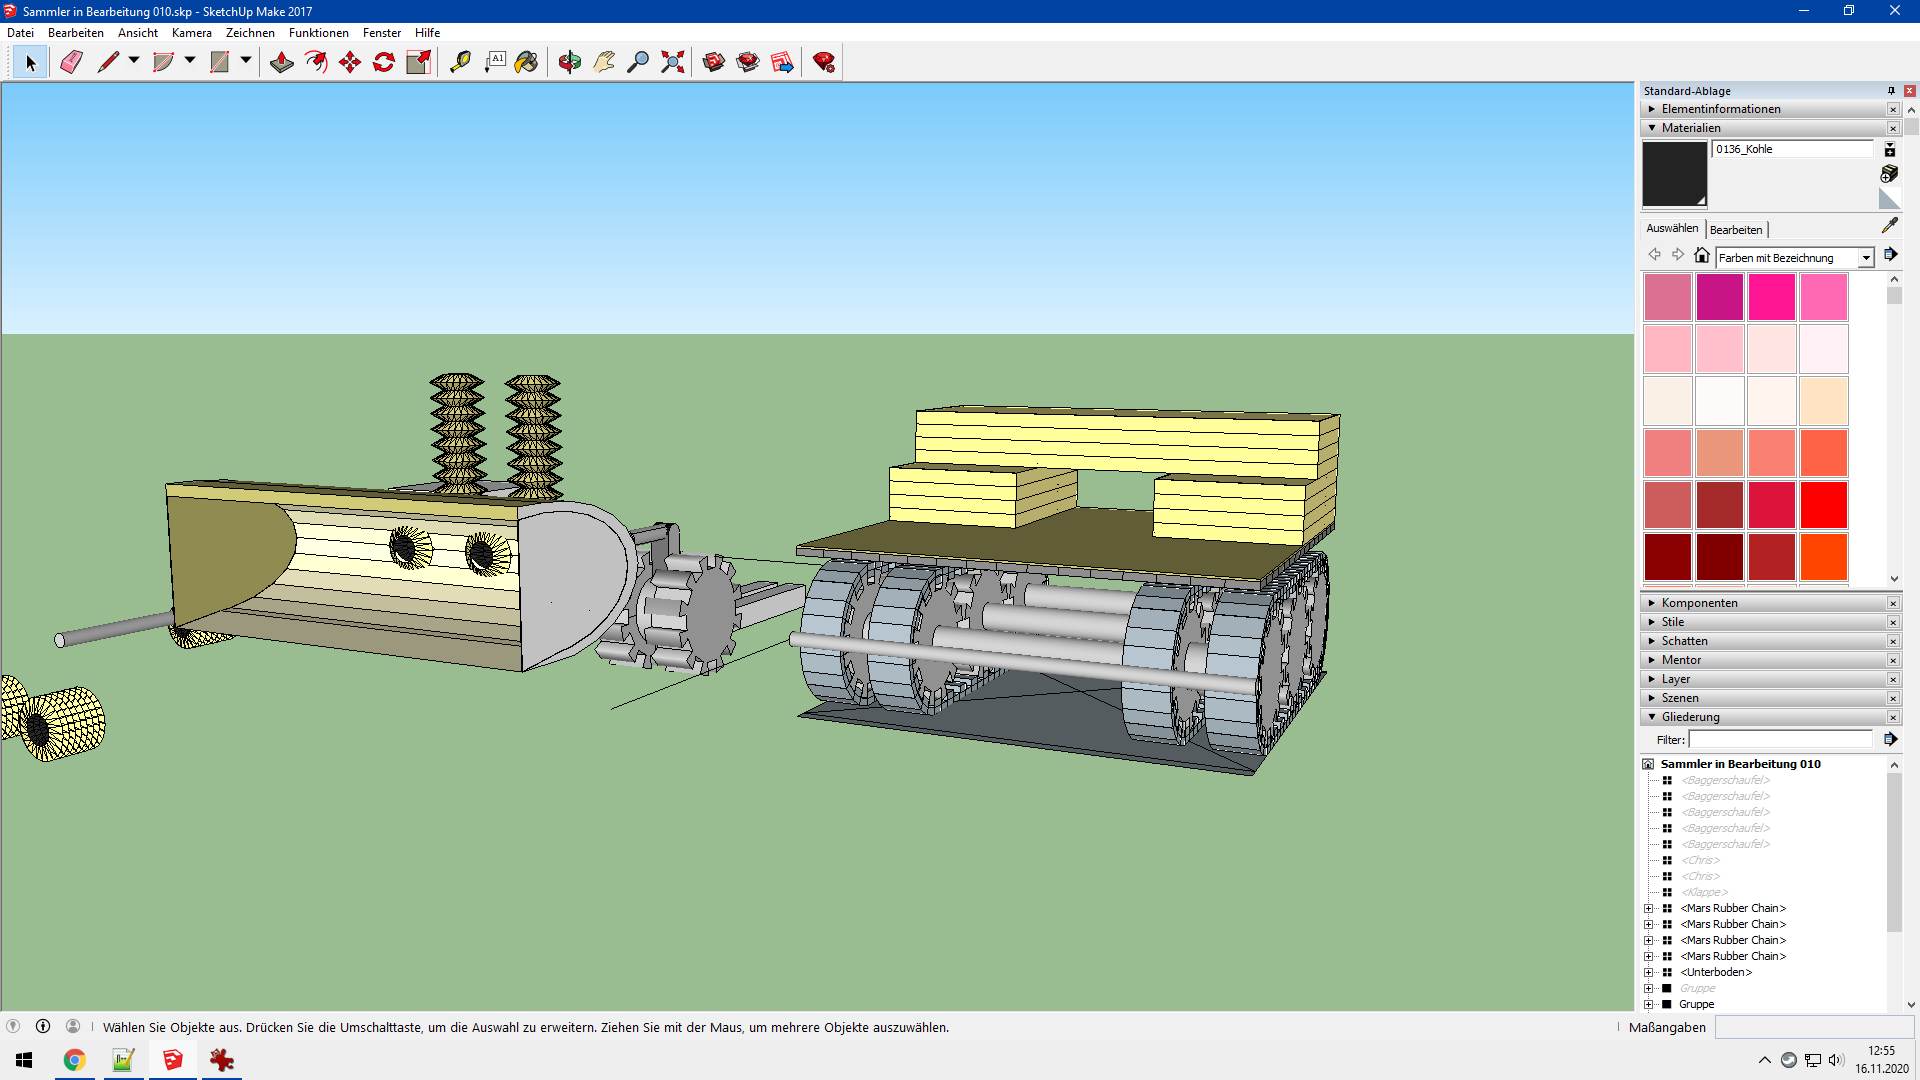 Sammler in Bearbeitung 010.skp - SketchUp Make 2017
Datei Bearbeiten Ansicht Kamera Zeichnen Funktionen Fenster Hilfe
A1
Standard-Ablage
Elementinformationen
Materialien
0136_Kohle
Auswählen Bearbeiten
Farben mit Bezeichnung
Komponenten
Stile
Schatten
Mentor
Layer
Szenen
Gliederung
Filter:
Sammler in Bearbeitung 010
<Baggerschaufel>
<Baggerschaufel>
<Baggerschaufel>
<Baggerschaufel>
<Baggerschaufel>
<Chris>
<Chris>
<Klappe>
<Mars Rubber Chain>
<Mars Rubber Chain>
<Mars Rubber Chain>
<Mars Rubber Chain>
<Unterboden>
Gruppe
Gruppe
Wählen Sie Objekte aus. Drücken Sie die Umschalttaste, um die Auswahl zu erweitern. Ziehen Sie mit der Maus, um mehrere Objekte auszuwählen.
Maßangaben
12:55
16.11.2020